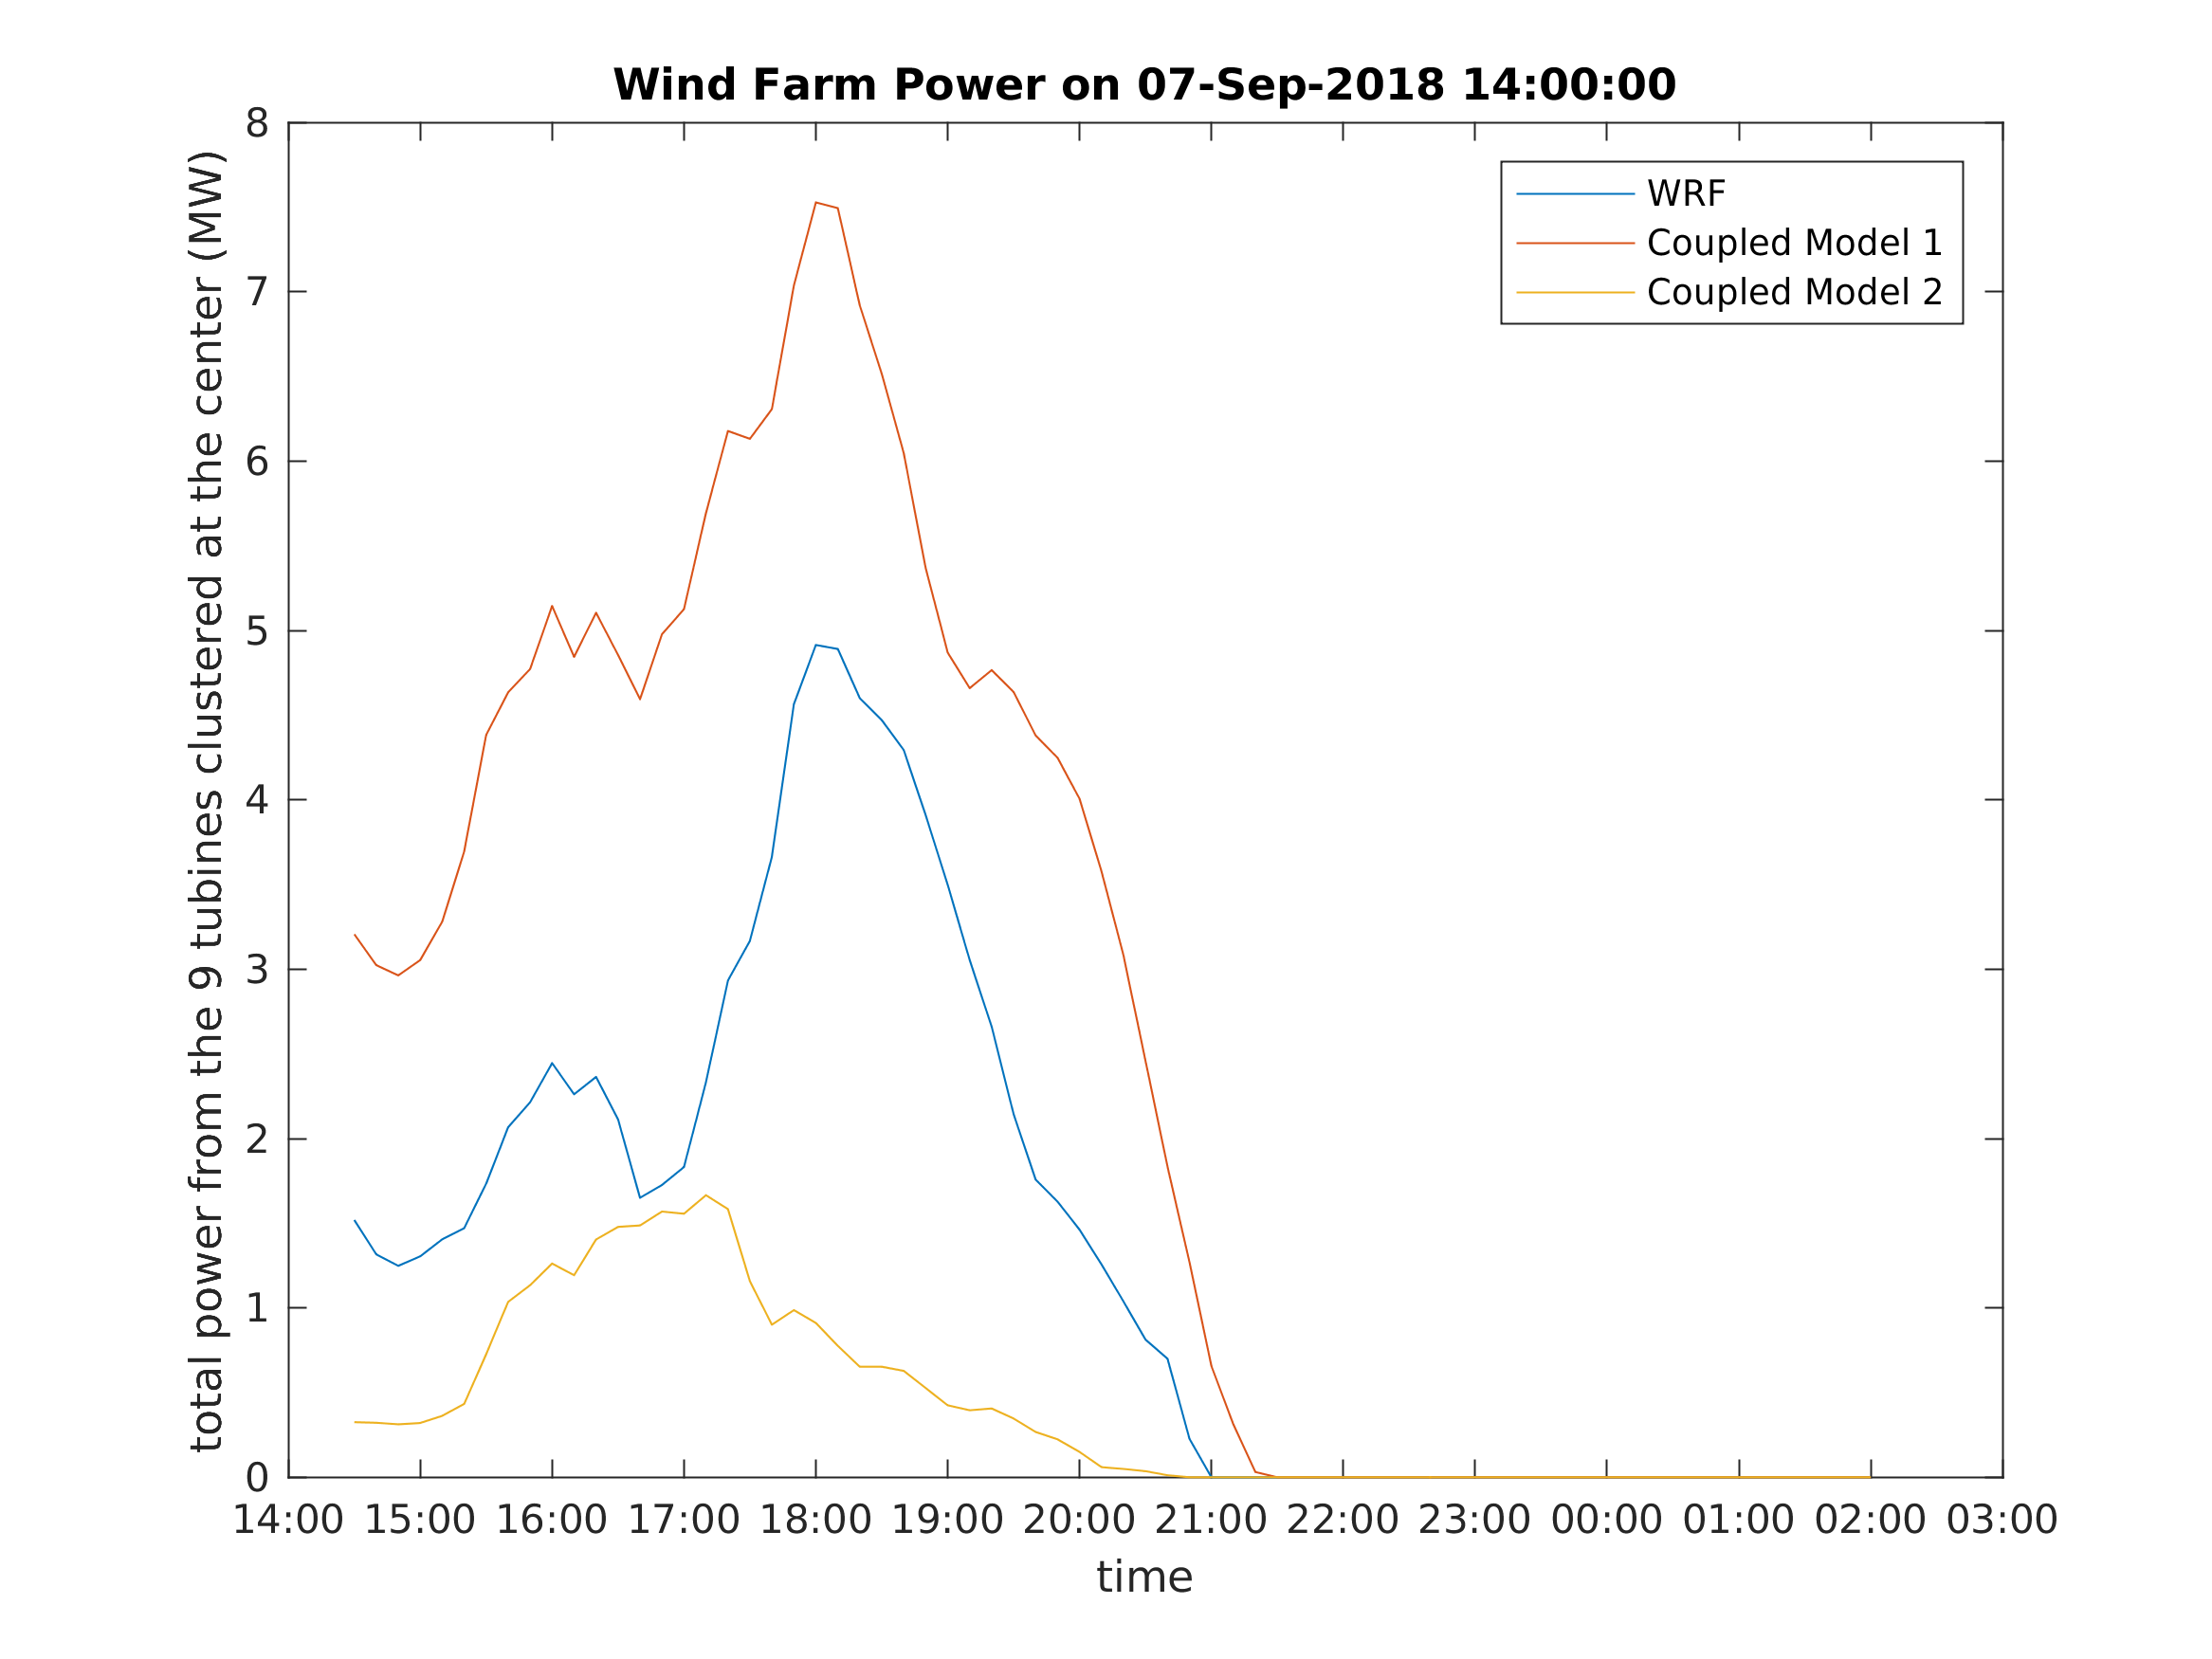 Wind Farm Power on 07-Sep-2018 14:00:00
total power from the 9 tubines clustered at the center (MW)
8
7
6
5
4
3
2
1
0
WRF
Coupled Model 1
Coupled Model 2
14:00 15:00 16:00 17:00 18:00 19:00 20:00 21:00 22:00 23:00 00:00 01:00 02:00 03:00
time